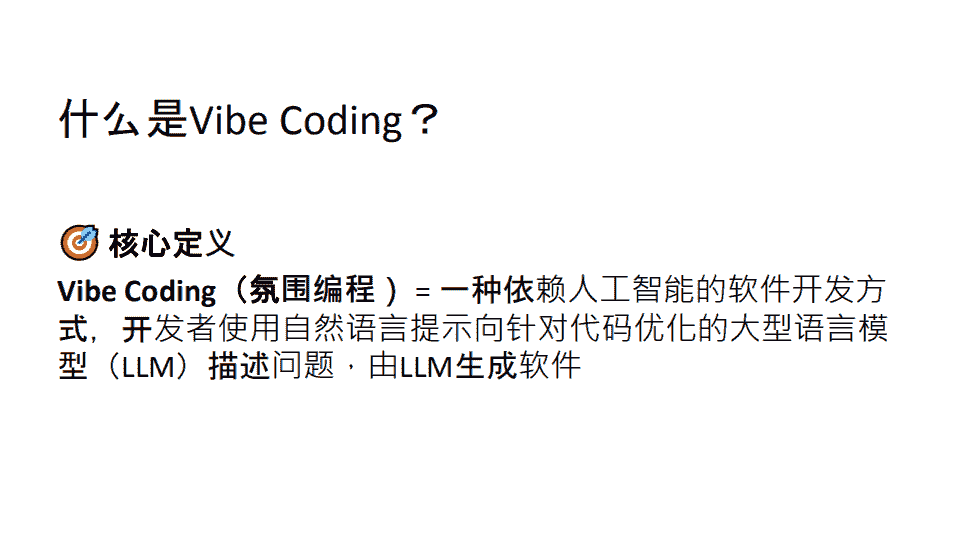 什么是Vibe Coding？
🎯 核心定义
Vibe Coding（氛围编程）= 一种依赖人工智能的软件开发方
式，开发者使用自然语言提示向针对代码优化的大型语言模
型（LLM）描述问题，由LLM生成软件